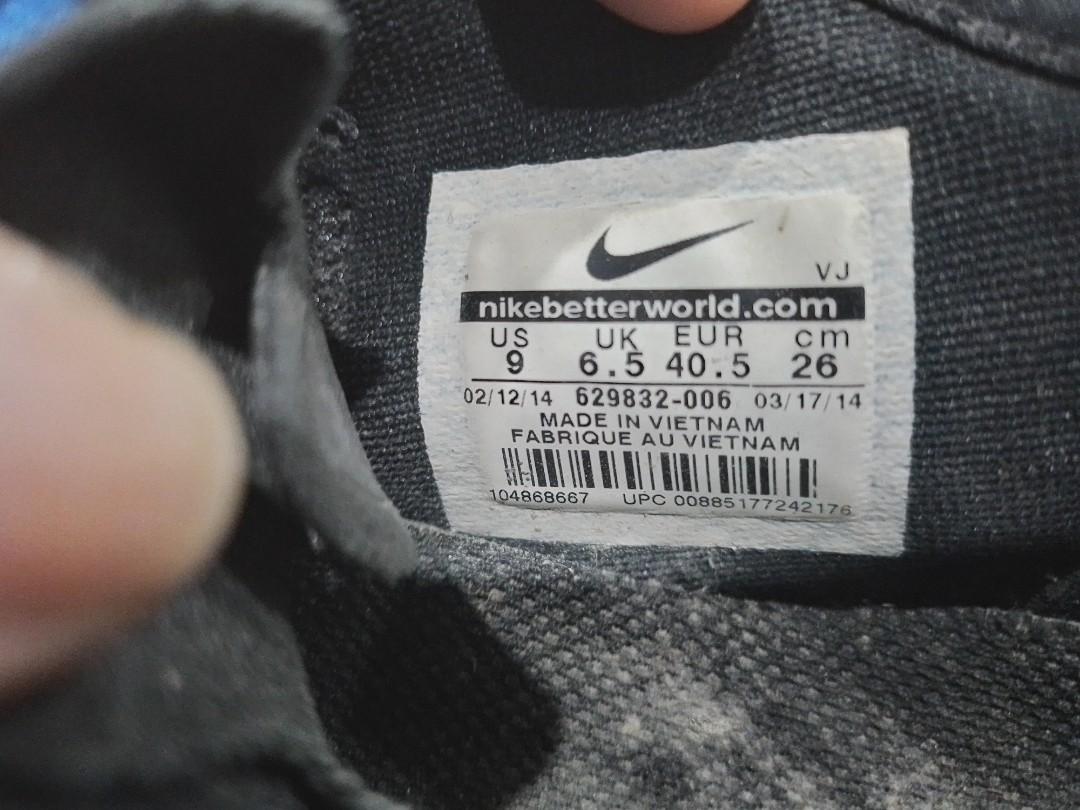 VJ
nikebetterworld.com
US UK EUR cm
9 6.5 40.5 26
02/12/14 629832-006 03/17/14
MADE IN VIETNAM
FABRIQUE AU VIETNAM
104868667 UPC 00885177242176